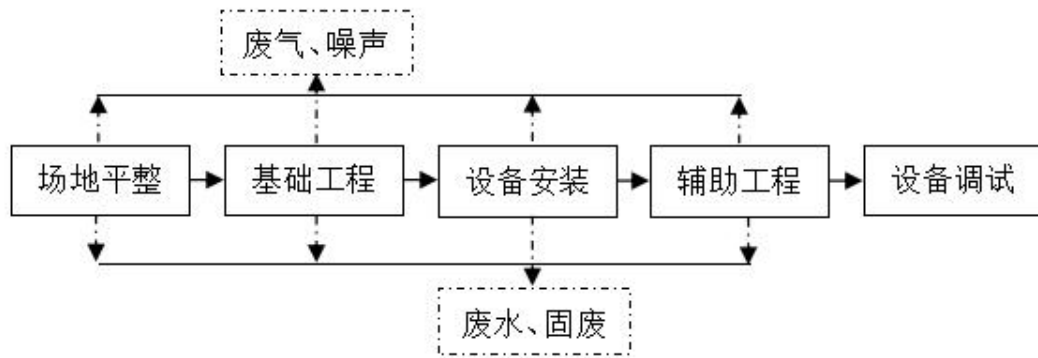 废气、噪声
场地平整
基础工程
设备安装
辅助工程
设备调试
废水、固废